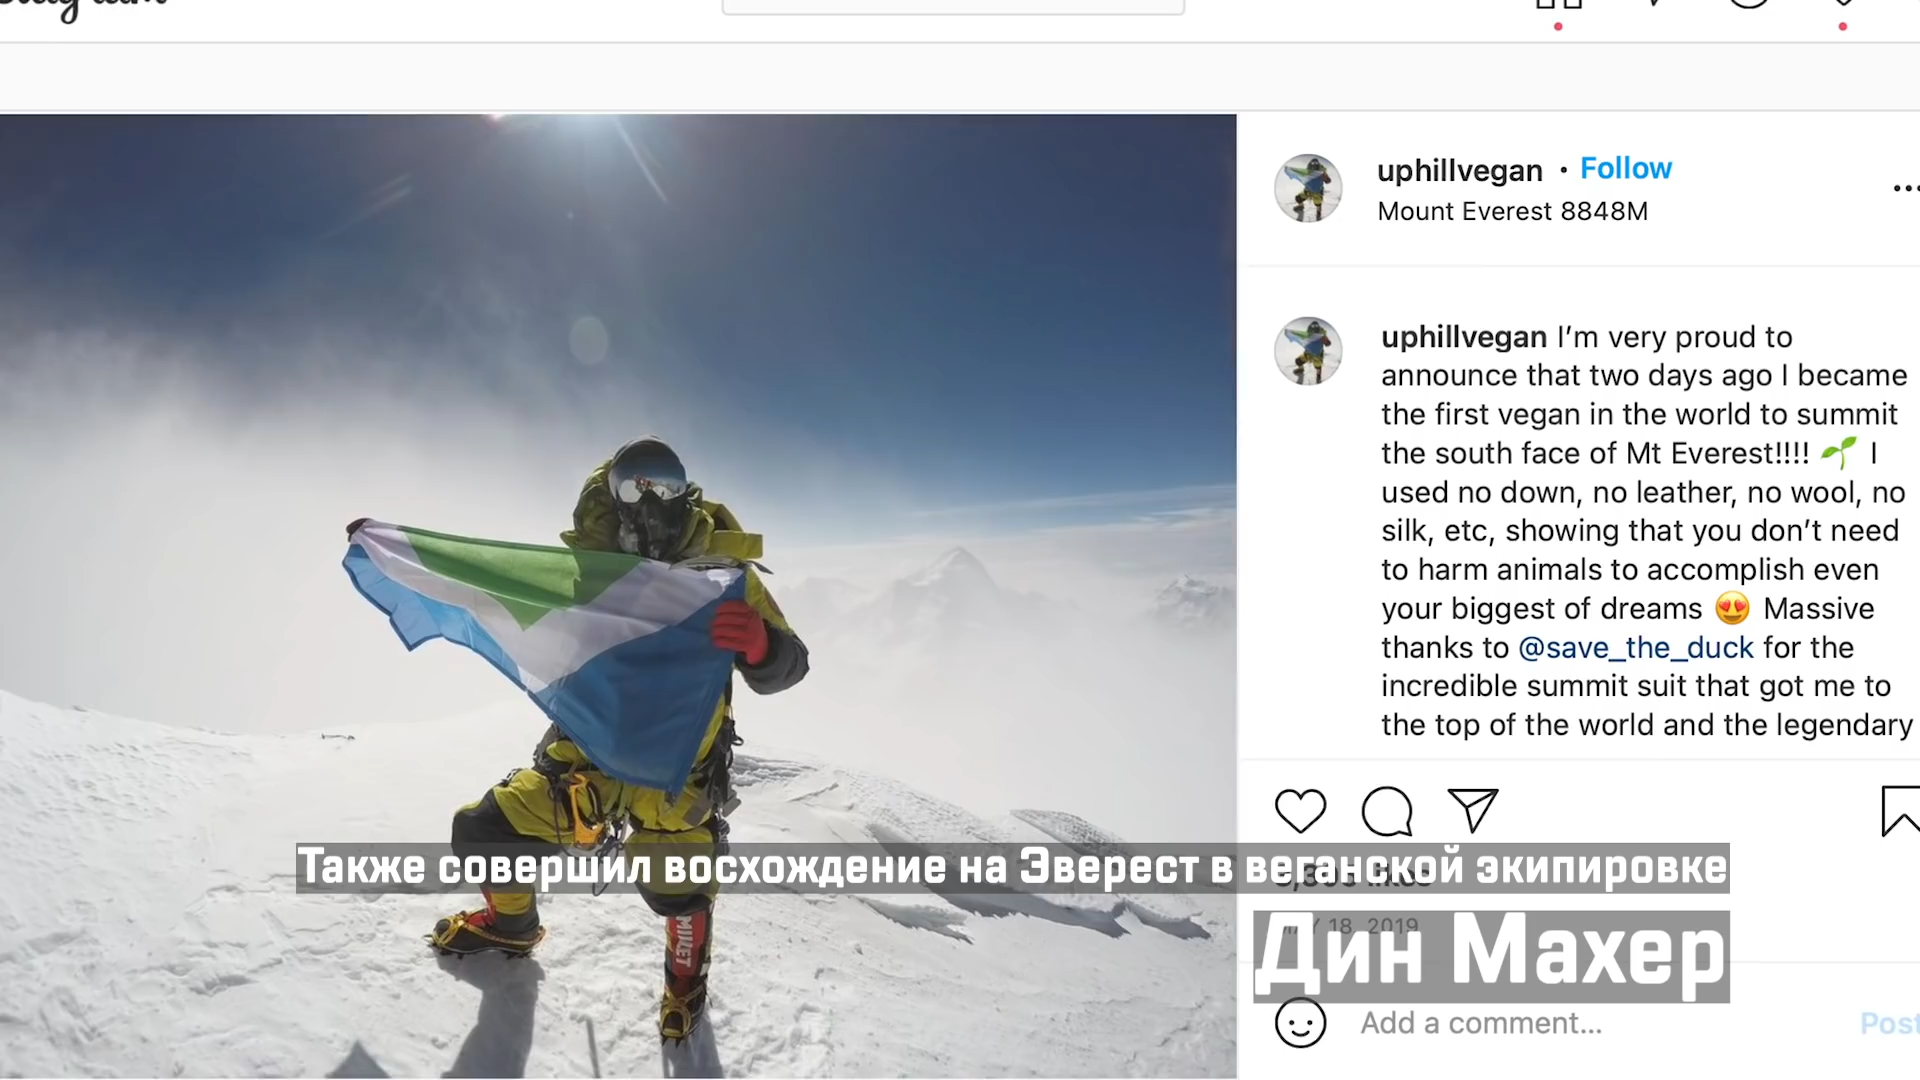 uphillvegan • Follow
Mount Everest 8848M
uphillvegan I’m very proud to
announce that two days ago I became
the first vegan in the world to summit
the south face of Mt Everest!!!! 🌱 I
used no down, no leather, no wool, no
silk, etc, showing that you don’t need
to harm animals to accomplish even
your biggest of dreams 😍 Massive
thanks to @save_the_duck for the
incredible summit suit that got me to
the top of the world and the legendary
MILLET
Также совершил восхождение на Эверест в веганской экипировке
18, 2019
Дин Махер
Add a comment...
Post